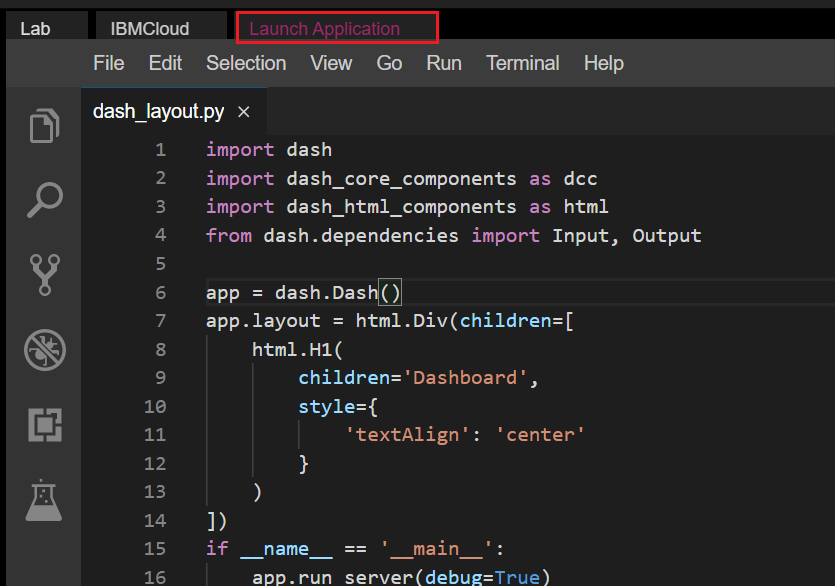 Lab IBMCloud Launch Application
File Edit Selection View Go Run Terminal Help
dash_layout.py ×
1 import dash
2 import dash_core_components as dcc
3 import dash_html_components as html
4 from dash.dependencies import Input, Output
5
6 app = dash.Dash()
7 app.layout = html.Div(children=[
8     html.H1(
9         children='Dashboard',
10         style={
11             'textAlign': 'center'
12         }
13     )
14 ])
15 if __name__ == '__main__':
16     app.run_server(debug=True)